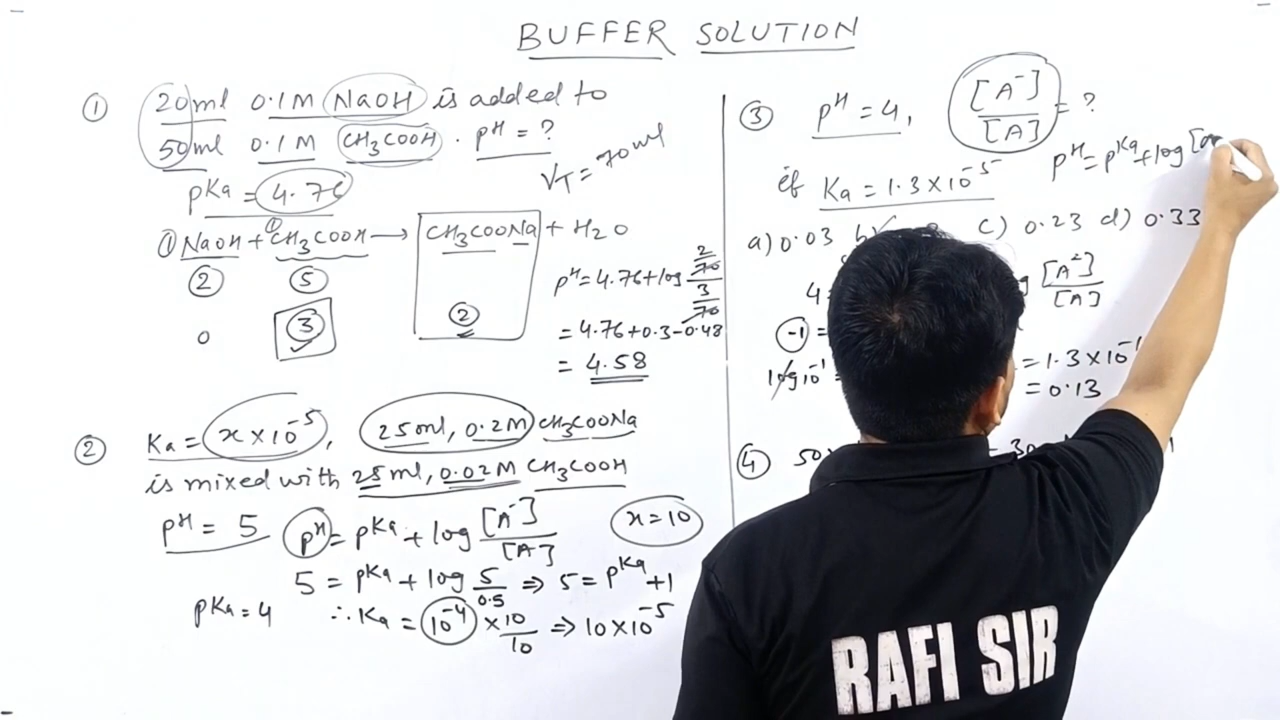 BUFFER SOLUTION
① 20ml 0.1M NaOH is added to
50ml 0.1M CH₃COOH . pH = ?
VT = 70ml
pKa = 4.76
① NaOH + ① CH₃COOH → CH₃COONa + H₂O
② ⑤
0 ③ ②
pH = 4.76 + log 2/70 / 3/70
= 4.76 + 0.3 - 0.48
= 4.58
② Ka = x × 10⁻⁵, 25ml, 0.2M CH₃COONa
is mixed with 25ml, 0.02M CH₃COOH
pH = 5 pH = pKa + log [A⁻]/[A] x = 10
5 = pKa + log 5/0.5 ⇒ 5 = pKa + 1
pKa = 4 ∴ Ka = 10⁻⁴ × 10/10 ⇒ 10 × 10⁻⁵
③ pH = 4, [A⁻]/[A] = ?
if Ka = 1.3 × 10⁻⁵ pH = pKa + log [
a) 0.03 b) c) 0.23 d) 0.33
4 [A⁻]/[A]
-1 =
log10⁻¹ = 1.3 × 10⁻¹
= 0.13
④ 50
RAFI SIR